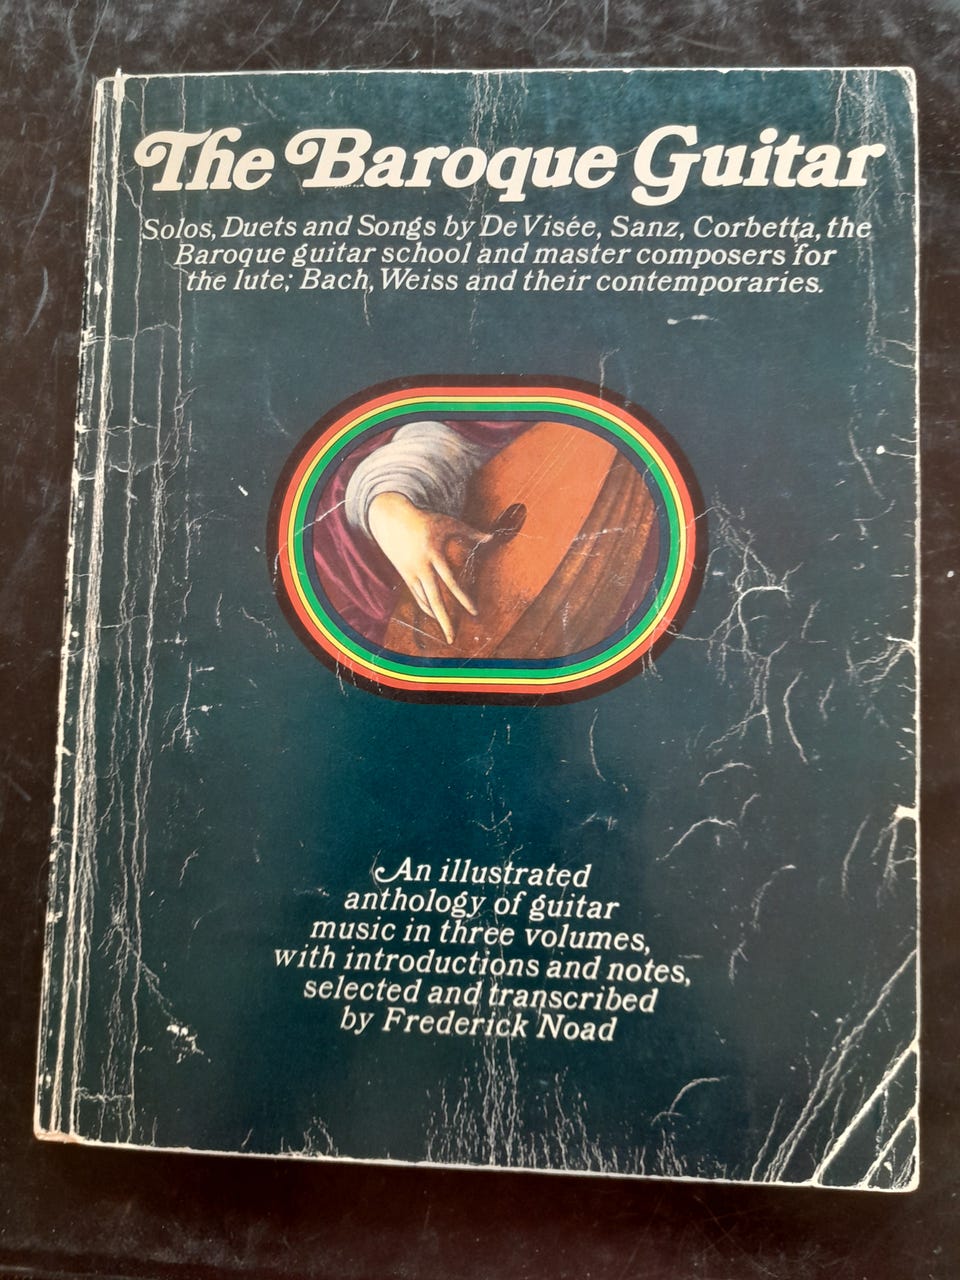 The Baroque Guitar
Solos, Duets and Songs by De Visée, Sanz, Corbetta, the
Baroque guitar school and master composers for
the lute; Bach, Weiss and their contemporaries.
An illustrated
anthology of guitar
music in three volumes,
with introductions and notes,
selected and transcribed
by Frederick Noad